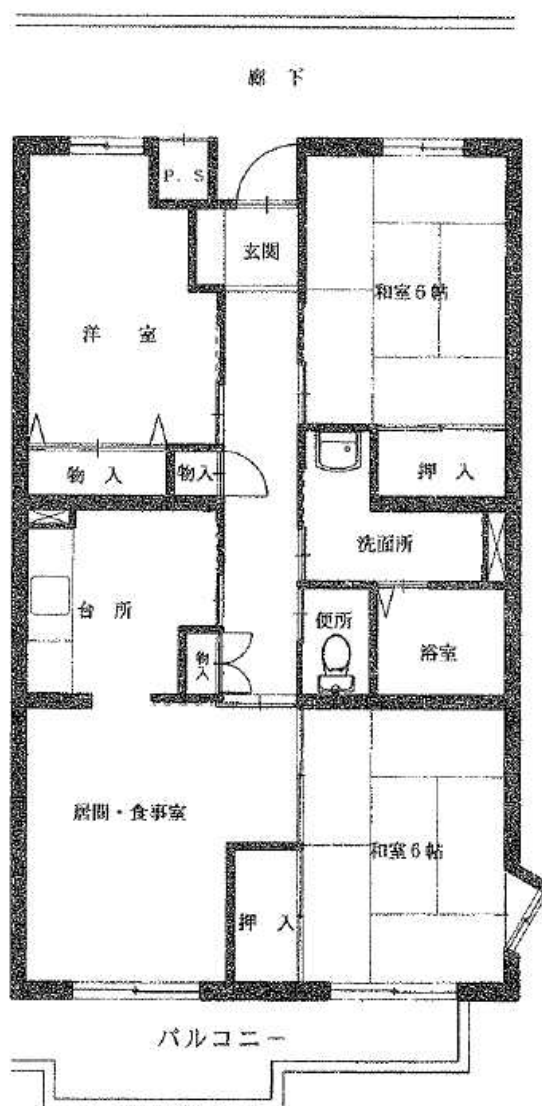 廊 下
P. S
玄関
和室6帖
洋 室
物 入
物入
押 入
洗面所
台 所
便所
浴室
物入
居間・食事室
和室6帖
押 入
バルコニー